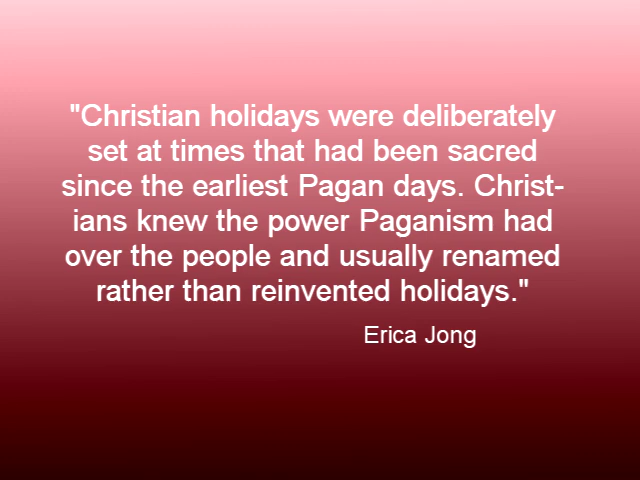 "Christian holidays were deliberately
set at times that had been sacred
since the earliest Pagan days. Christ-
ians knew the power Paganism had
over the people and usually renamed
rather than reinvented holidays."
Erica Jong